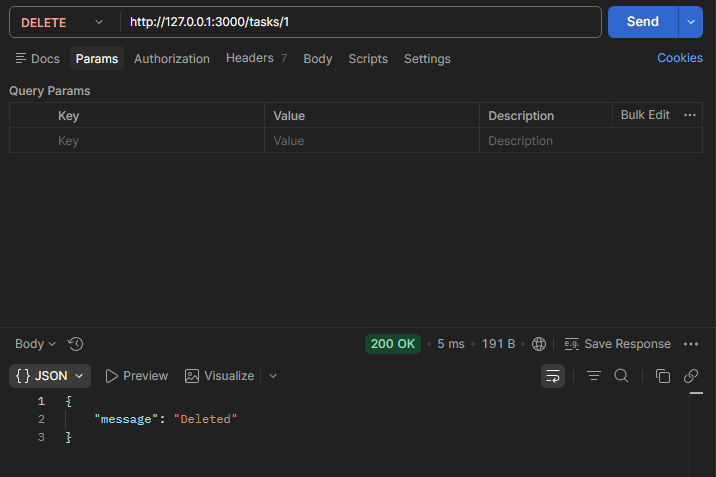 DELETE http://127.0.0.1:3000/tasks/1 Send
Docs Params Authorization Headers 7 Body Scripts Settings Cookies
Query Params
Key Value Description Bulk Edit
Key Value Description
Body 200 OK • 5 ms • 191 B • e.g. Save Response
{} JSON Preview Visualize
1 {
2 "message": "Deleted"
3 }